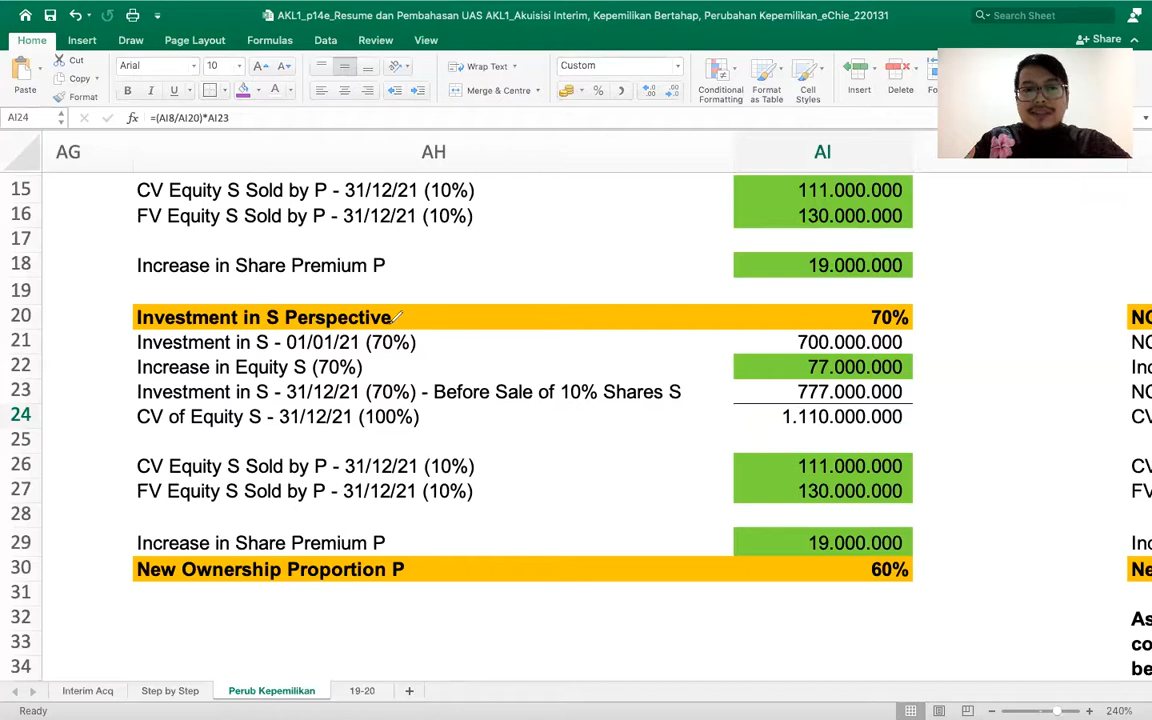 AKL1_p14e_Resume dan Pembahasan UAS AKL1_Akuisisi Interim, Kepemilikan Bertahap, Perubahan Kepemilikan_eChie_220131
Search Sheet
Home Insert Draw Page Layout Formulas Data Review View
Share
Paste
Cut
Copy
Format
Arial 10
B I U
A A
Wrap Text
Merge & Centre
Custom
%
Conditional Formatting
Format as Table
Cell Styles
Insert
Delete
AI24 fx =(AI8/AI20)*AI23
AG AH AI
15 CV Equity S Sold by P - 31/12/21 (10%) 111.000.000
16 FV Equity S Sold by P - 31/12/21 (10%) 130.000.000
17
18 Increase in Share Premium P 19.000.000
19
20 Investment in S Perspective 70%
21 Investment in S - 01/01/21 (70%) 700.000.000
22 Increase in Equity S (70%) 77.000.000
23 Investment in S - 31/12/21 (70%) - Before Sale of 10% Shares S 777.000.000
24 CV of Equity S - 31/12/21 (100%) 1.110.000.000
25
26 CV Equity S Sold by P - 31/12/21 (10%) 111.000.000 CV
27 FV Equity S Sold by P - 31/12/21 (10%) 130.000.000 FV
28
29 Increase in Share Premium P 19.000.000 Inc
30 New Ownership Proportion P 60% Ne
31
32 As
33 co
34 be
Interim Acq Step by Step Perub Kepemilikan 19-20 +
Ready 240%